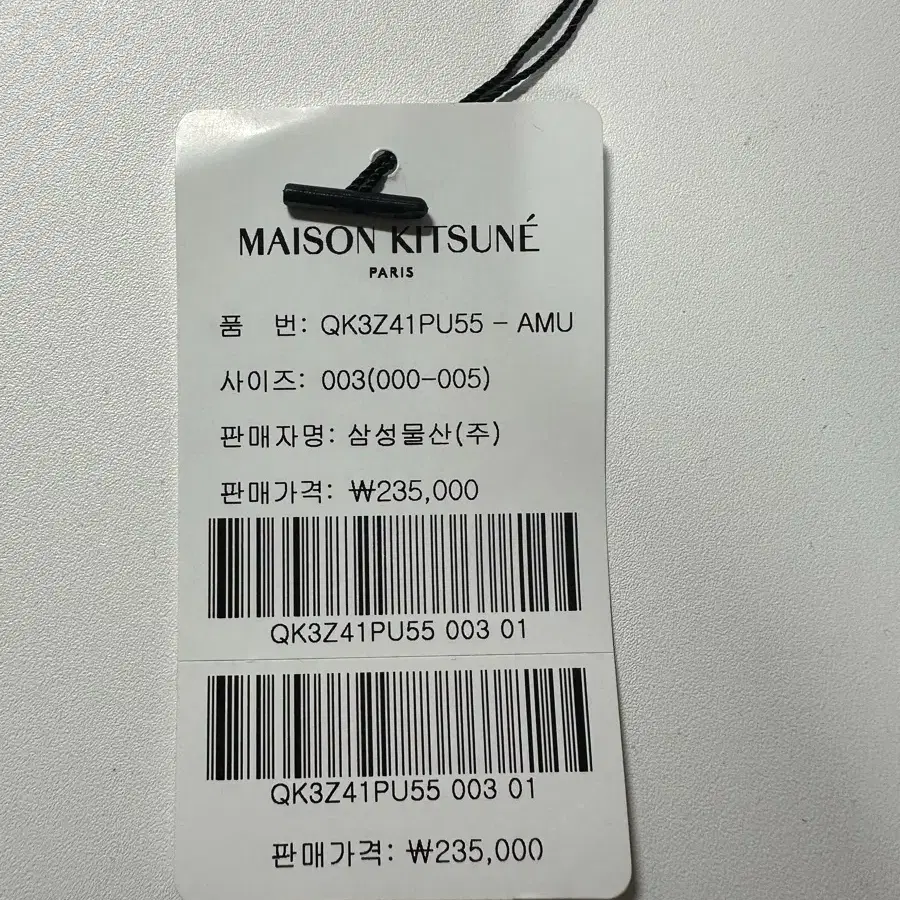 MAISON KITSUNÉ
PARIS
품 번: QK3Z41PU55 - AMU
사이즈: 003(000-005)
판매자명: 삼성물산(주)
판매가격: ₩235,000
QK3Z41PU55 003 01
QK3Z41PU55 003 01
판매가격: ₩235,000